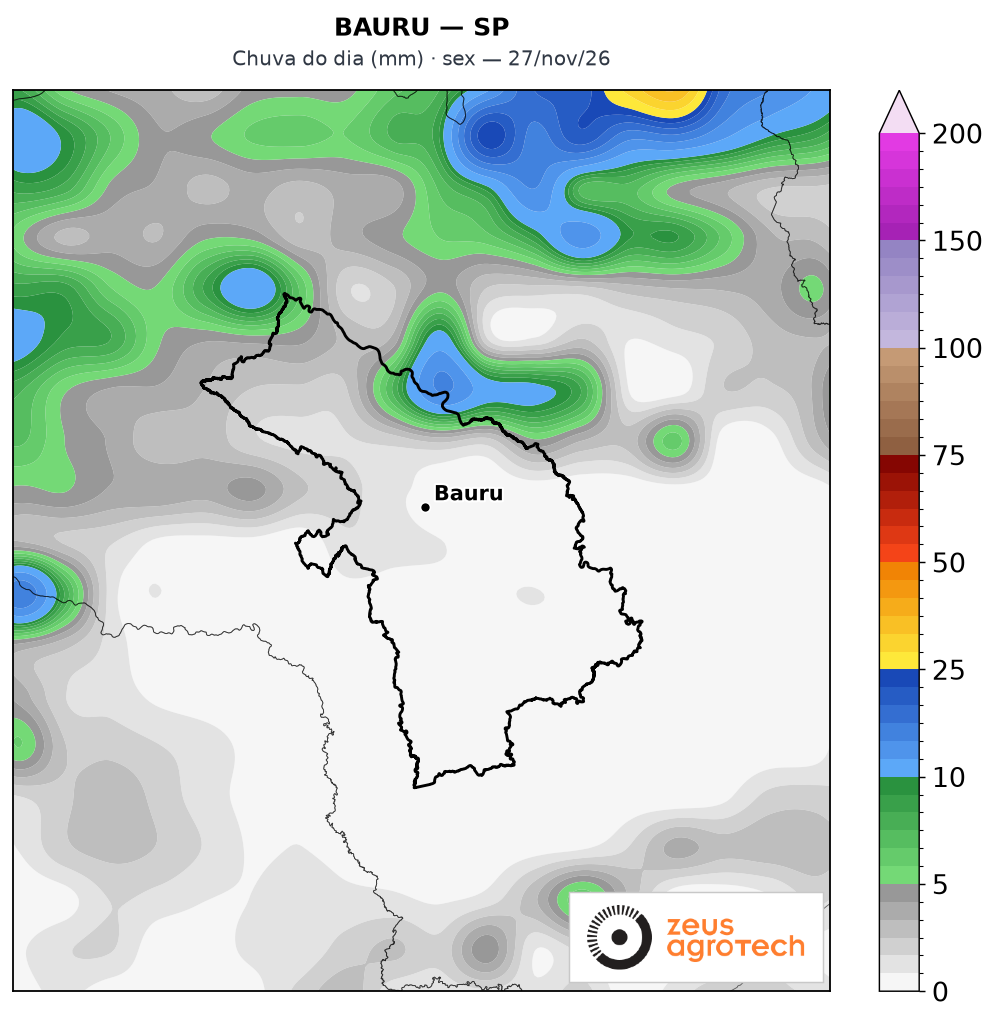 BAURU — SP
Chuva do dia (mm) · sex — 27/nov/26
Bauru
200
150
100
75
50
25
10
5
0
zeus
agrotech